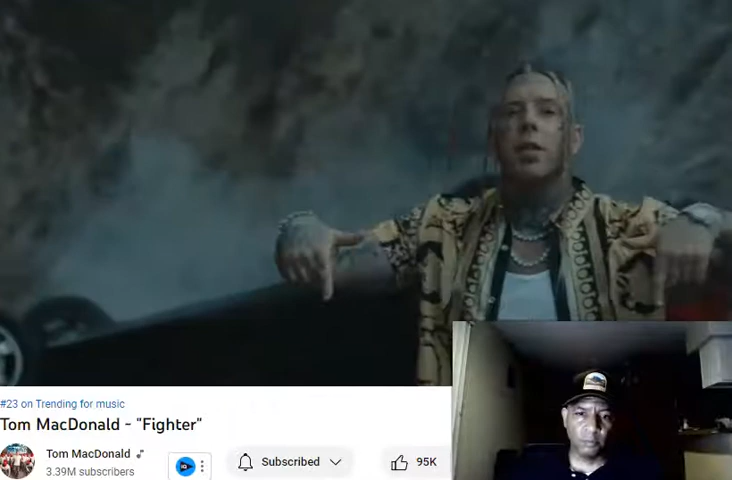 #23 on Trending for music
Tom MacDonald - "Fighter"
Tom MacDonald
3.39M subscribers
Subscribed
95K